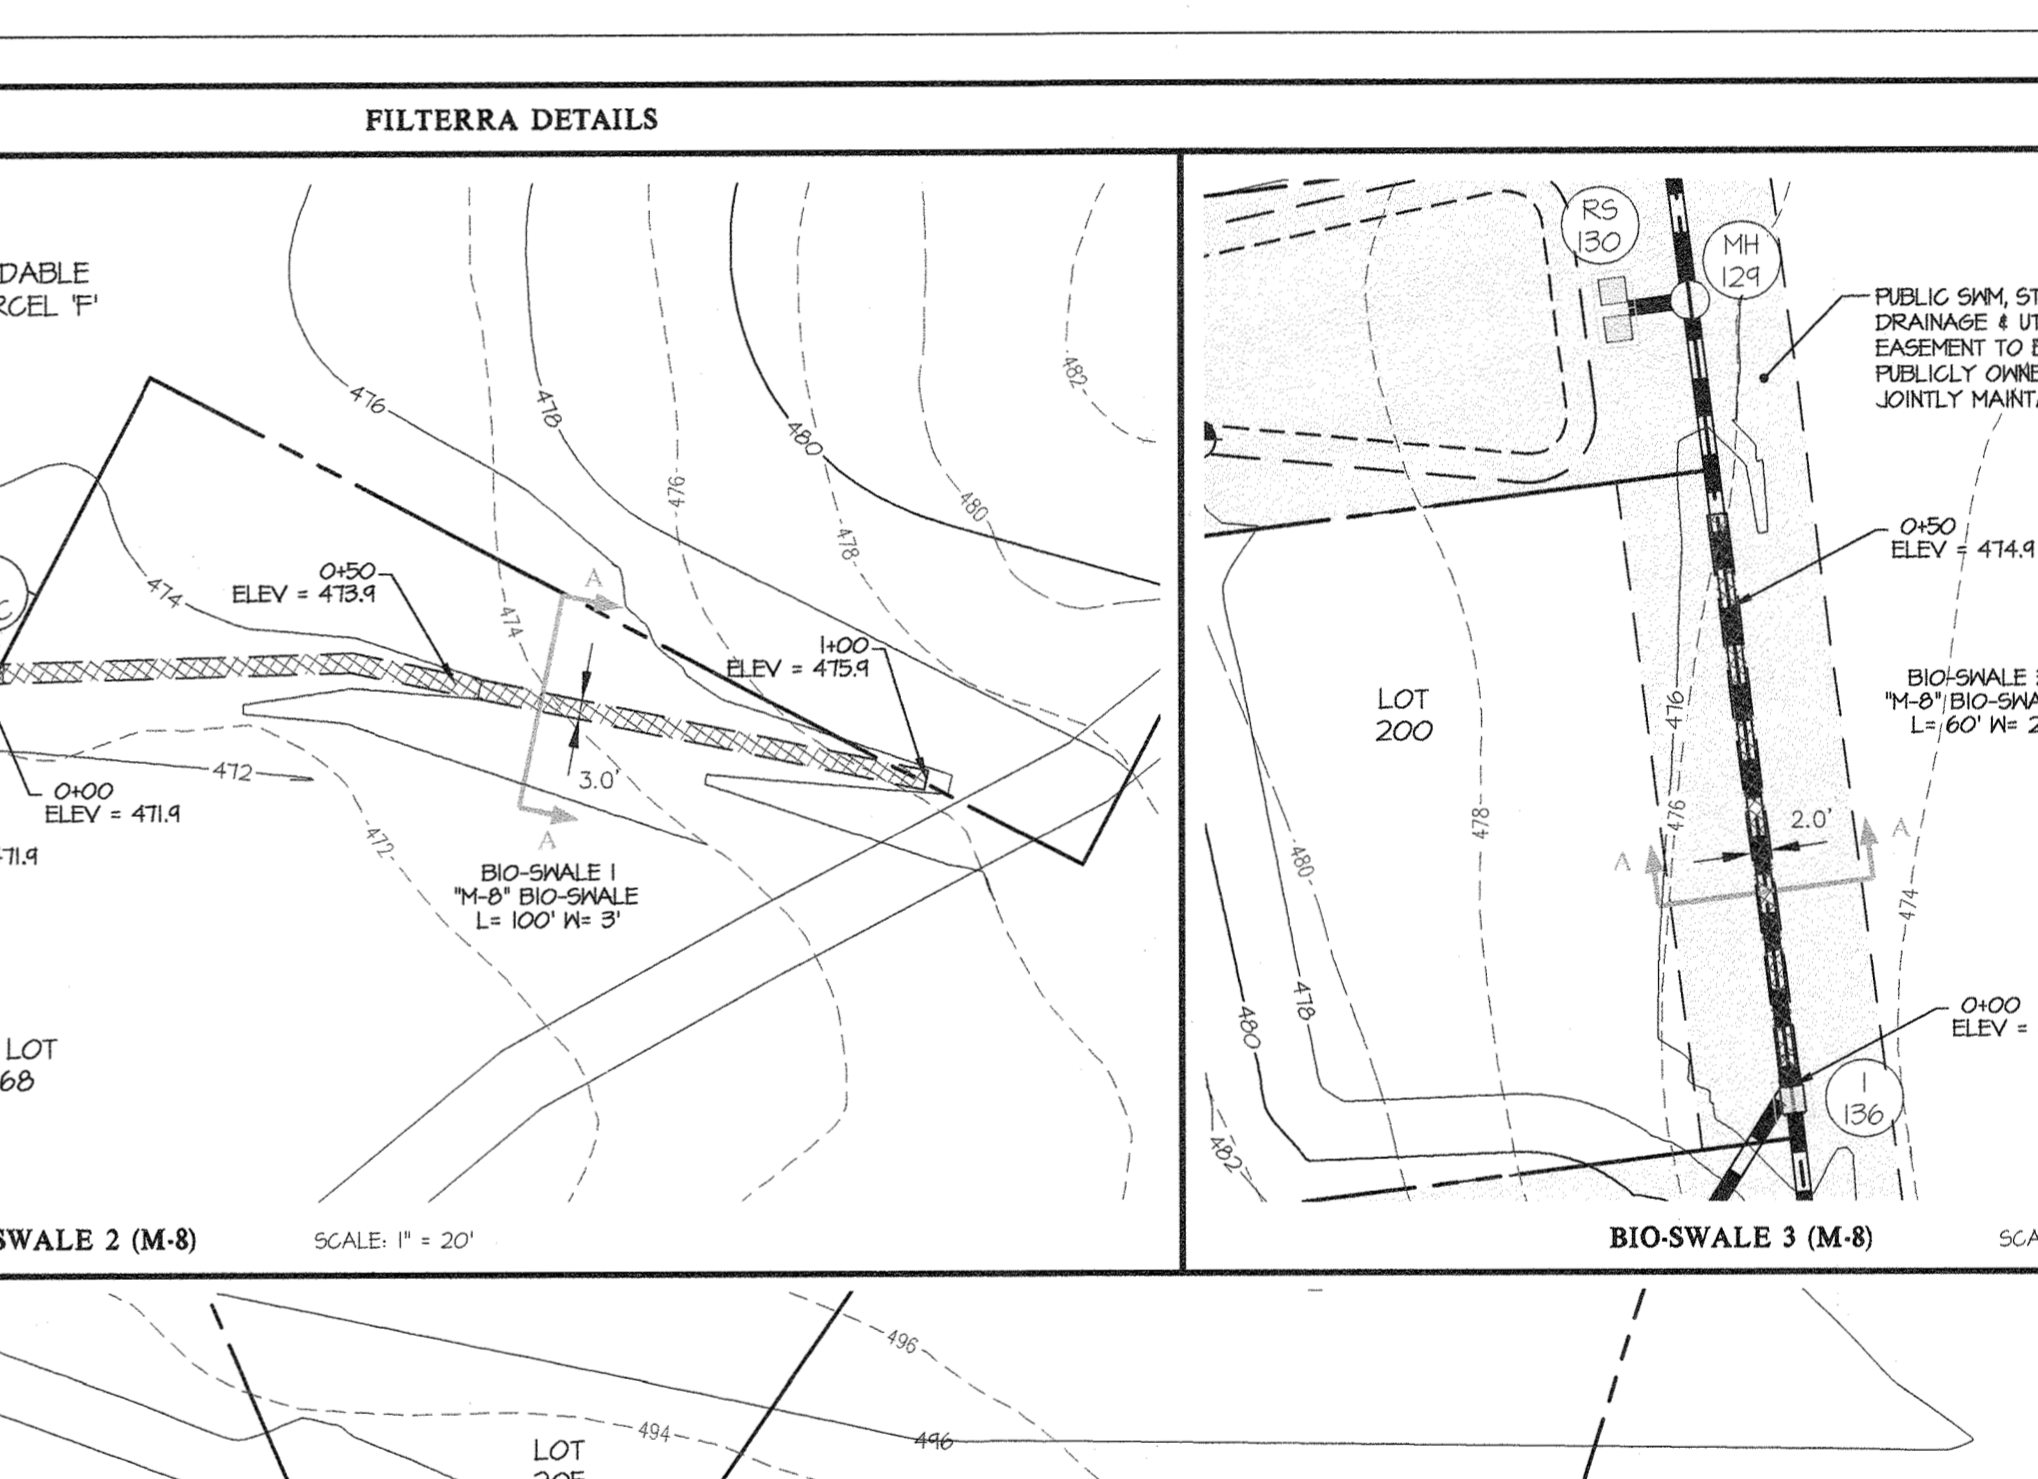 FILTERRA DETAILS
DABLE
RCEL 'F'
476
478
480
482
476
478
480
474
474
0+50
ELEV = 473.9
A
1+00
ELEV = 475.9
3.0'
A
472
472
0+00
ELEV = 471.9
71.9
BIO-SWALE 1
"M-8" BIO-SWALE
L= 100' W= 3'
LOT
68
SWALE 2 (M-8)
SCALE: 1" = 20'
RS
130
MH
129
PUBLIC SWM, ST
DRAINAGE & UT
EASEMENT TO B
PUBLICLY OWNE
JOINTLY MAINTA
0+50
ELEV = 474.9
LOT
200
476
BIO-SWALE 3
"M-8" BIO-SWA
L= 60' W= 2
478
476
2.0'
A
A
480
474
478
480
0+00
ELEV =
1
136
482
BIO-SWALE 3 (M-8)
SCA
496
494
496
LOT